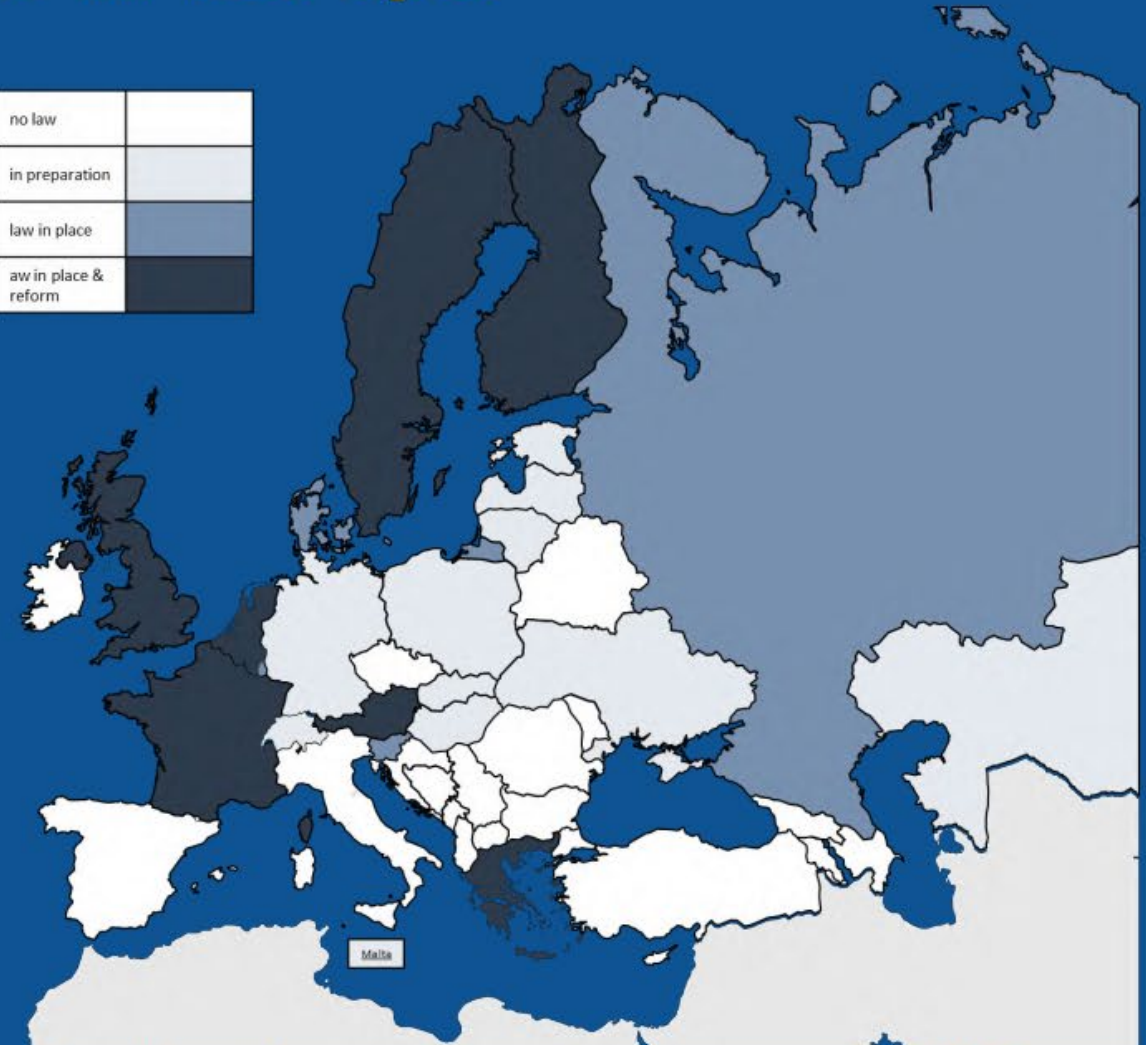 no law
in preparation
law in place
aw in place &
reform
Malta